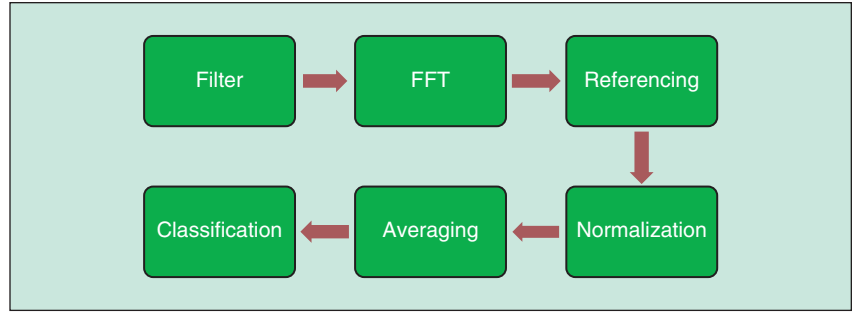 Filter
FFT
Referencing
Normalization
Averaging
Classification